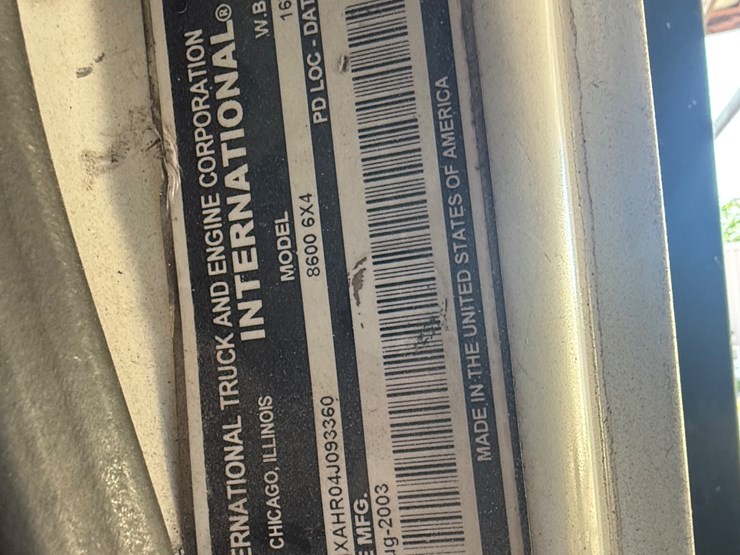 ERNATIONAL TRUCK AND ENGINE CORPORATION
CHICAGO, ILLINOIS INTERNATIONAL® W.B
MODEL 16
XAHR04J093360 8600 6X4
E MFG. PD LOC - DAT
ug-2003
MADE IN THE UNITED STATES OF AMERICA